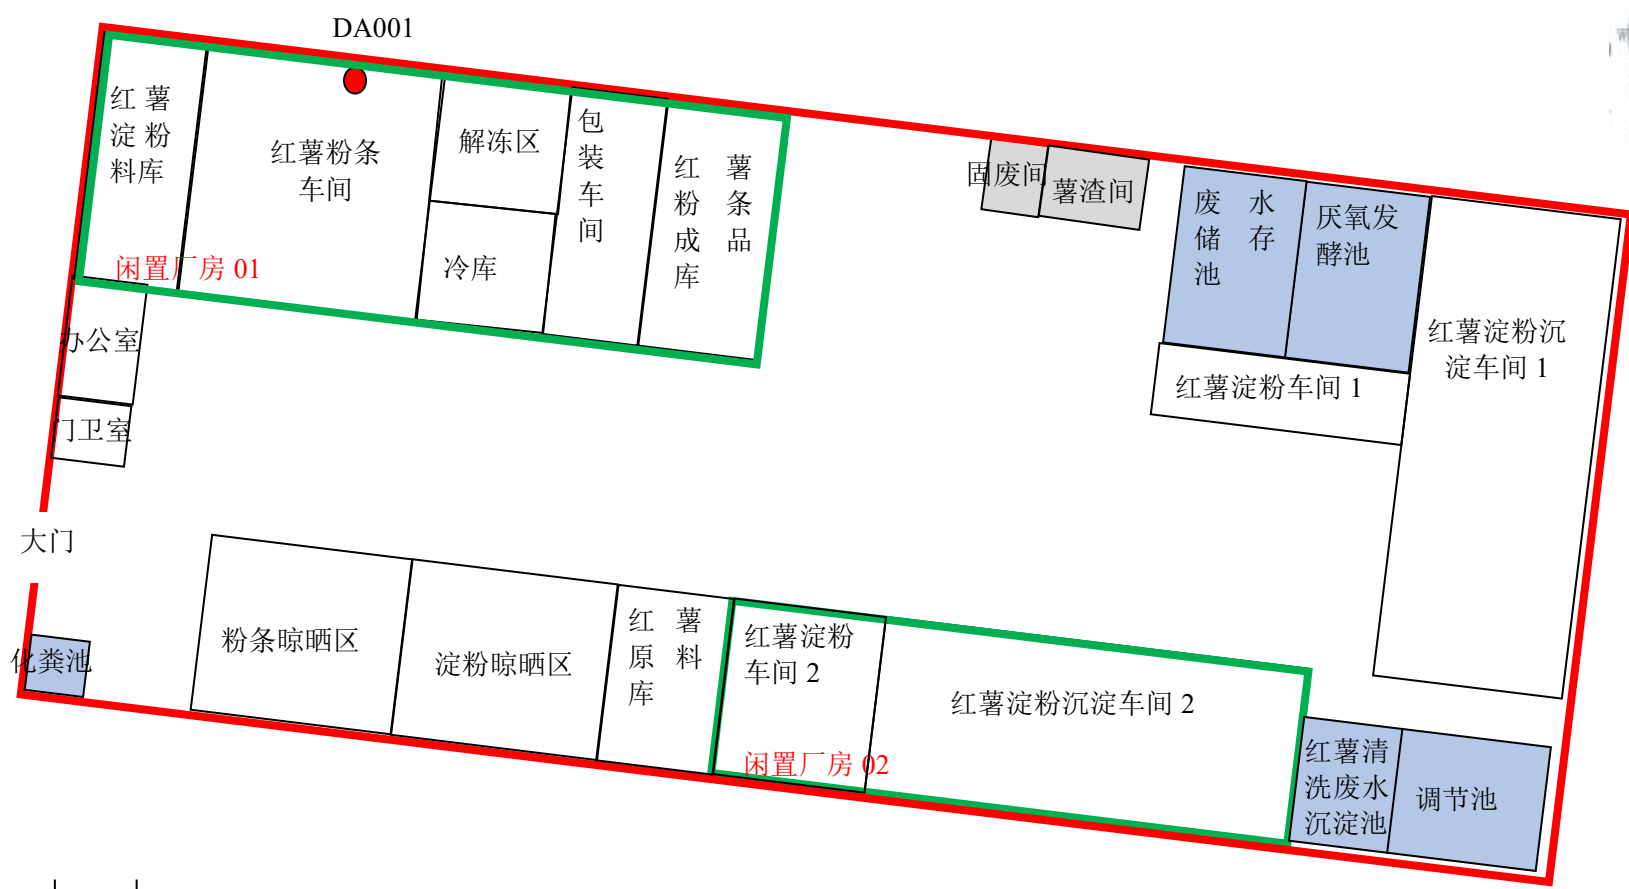 DA001
红 薯
淀 粉
料库
红薯粉条
车间
解冻区
冷库
包
装
车
间
红 薯
粉 条
成 品
库
闲置厂房 01
固废间
薯渣间
废 水
储 存
池
厌氧发
酵池
红薯淀粉沉
淀车间 1
红薯淀粉车间 1
办公室
门卫室
大门
化粪池
粉条晾晒区
淀粉晾晒区
红 薯
原 料
库
红薯淀粉
车间 2
闲置厂房 02
红薯淀粉沉淀车间 2
红薯清
洗废水
沉淀池
调节池